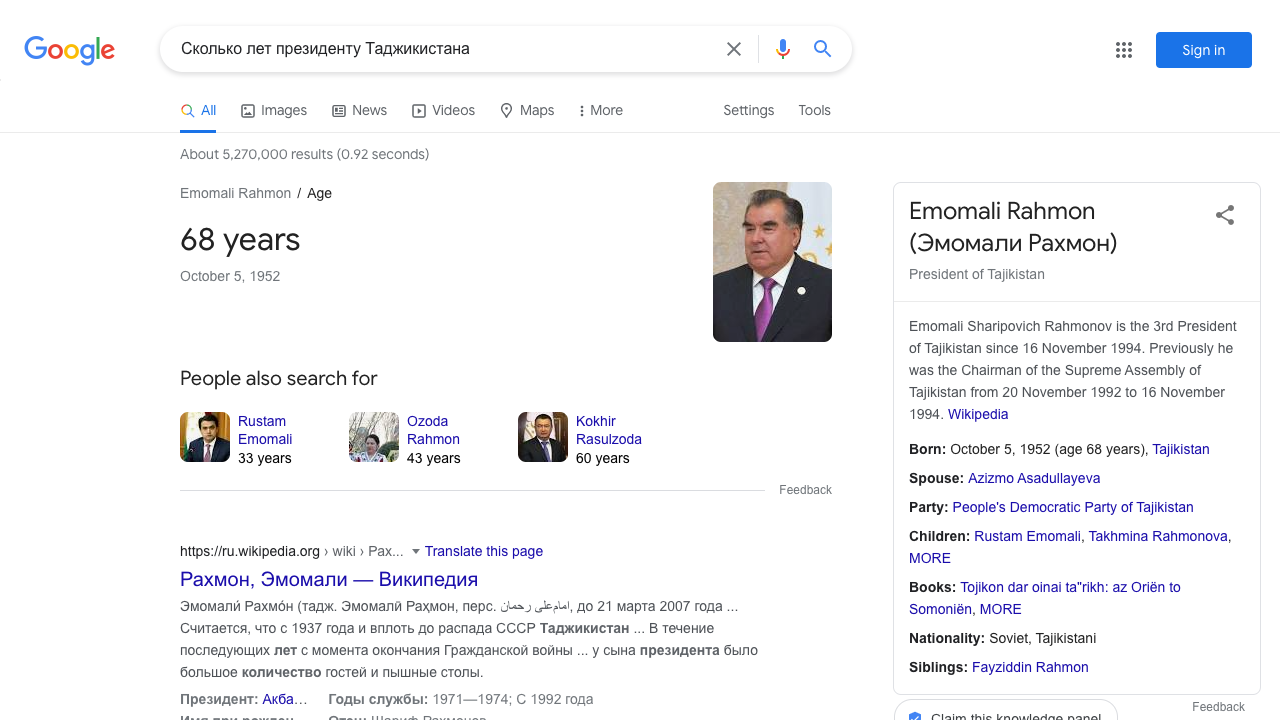 Google
Сколько лет президенту Таджикистана
Sign in
All
Images
News
Videos
Maps
More
Settings
Tools
About 5,270,000 results (0.92 seconds)
Emomali Rahmon / Age
68 years
October 5, 1952
People also search for
Rustam
Emomali
33 years
Ozoda
Rahmon
43 years
Kokhir
Rasulzoda
60 years
Feedback
https://ru.wikipedia.org › wiki › Рах... Translate this page
Рахмон, Эмомали — Википедия
Эмомали́ Рахмо́н (тадж. Эмомалӣ Раҳмон, перс. امام‌علی رحمان‎, до 21 марта 2007 года ...
Считается, что с 1937 года и вплоть до распада СССР Таджикистан ... В течение
последующих лет с момента окончания Гражданской войны ... у сына президента было
большое количество гостей и пышные столы.
Президент: Акба... Годы службы: 1971—1974; С 1992 года
Имя при рожден... Отец: Шариф Рахмонов
Emomali Rahmon
(Эмомали Рахмон)
President of Tajikistan
Emomali Sharipovich Rahmonov is the 3rd President
of Tajikistan since 16 November 1994. Previously he
was the Chairman of the Supreme Assembly of
Tajikistan from 20 November 1992 to 16 November
1994. Wikipedia
Born: October 5, 1952 (age 68 years), Tajikistan
Spouse: Azizmo Asadullayeva
Party: People's Democratic Party of Tajikistan
Children: Rustam Emomali, Takhmina Rahmonova,
MORE
Books: Tojikon dar oinai ta"rikh: az Oriën to
Somoniën, MORE
Nationality: Soviet, Tajikistani
Siblings: Fayziddin Rahmon
Feedback
Claim this knowledge panel